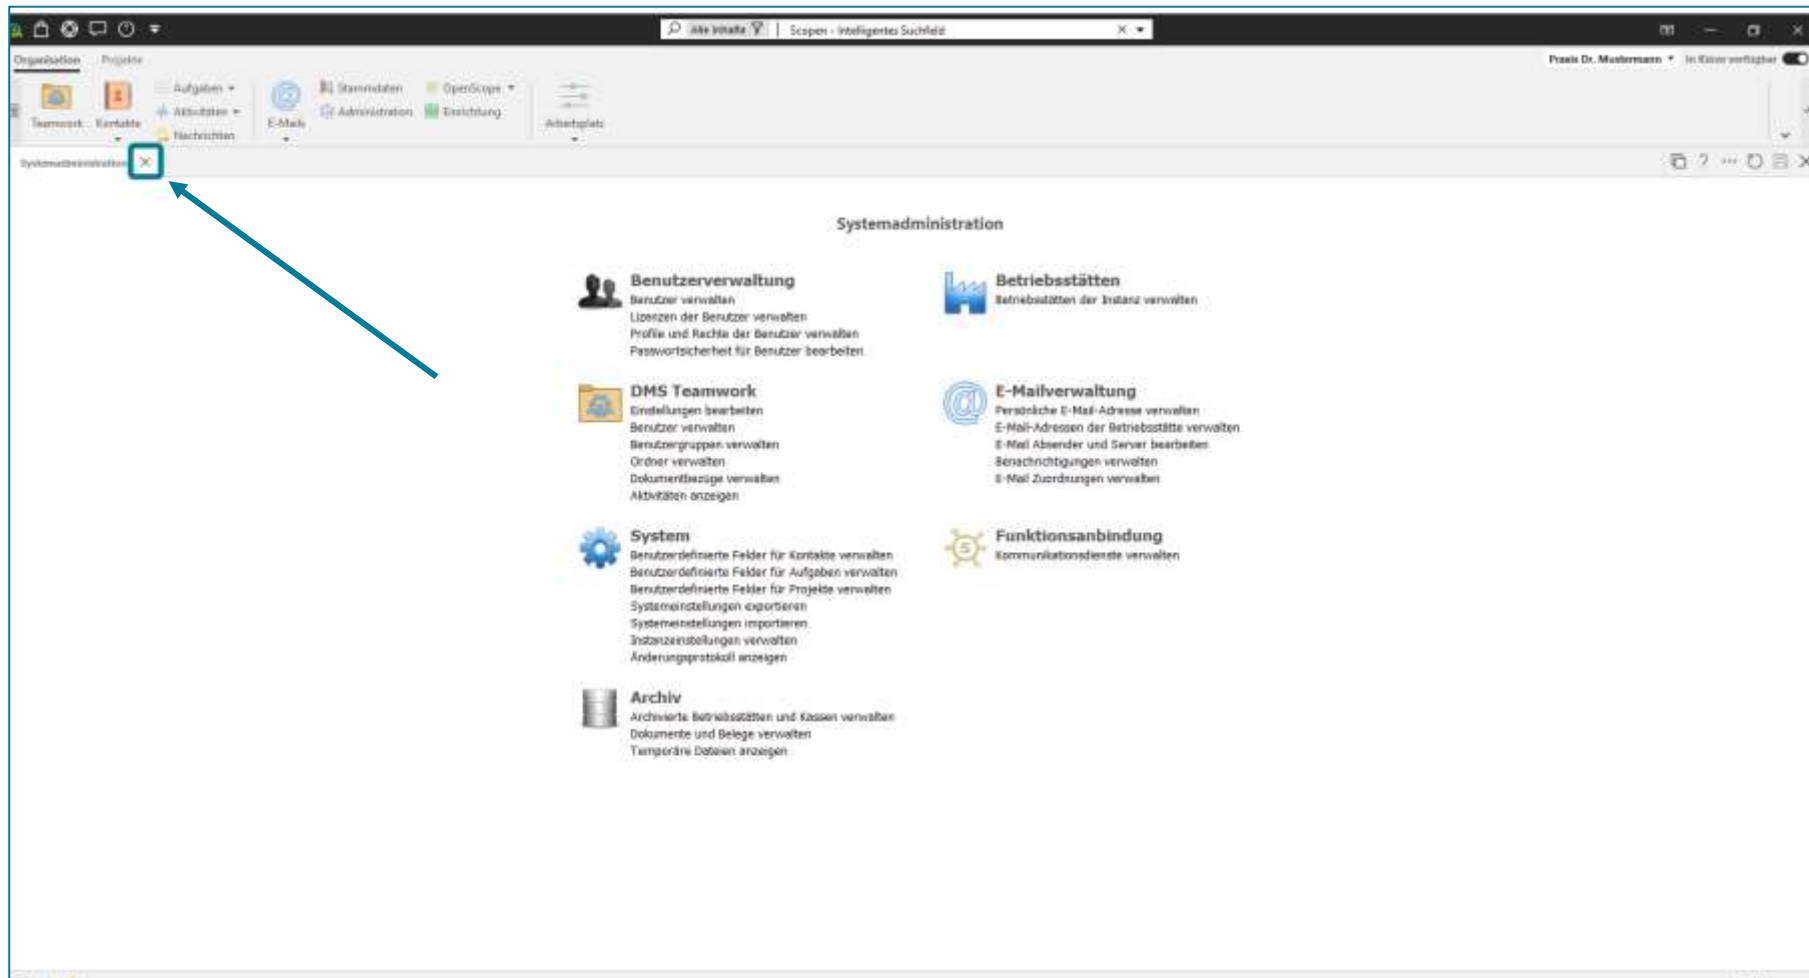 Alle Inhalte
Scopen - Intelligentes Suchfeld
Organisation Projekte
Praxis Dr. Mustermann In Kürze verfügbar
Teamwork Kontakte
Aufgaben
Aktivitäten
Nachrichten
E-Mails
Stammdaten
Administration
OpenScope
Einrichtung
Arbeitsplatz
Systemadministration
Systemadministration
Benutzerverwaltung
Benutzer verwalten
Lizenzen der Benutzer verwalten
Profile und Rechte der Benutzer verwalten
Passwortsicherheit für Benutzer bearbeiten
Betriebsstätten
Betriebsstätten der Instanz verwalten
DMS Teamwork
Einstellungen bearbeiten
Benutzer verwalten
Benutzergruppen verwalten
Ordner verwalten
Dokumentbezüge verwalten
Aktivitäten anzeigen
E-Mailverwaltung
Persönliche E-Mail-Adresse verwalten
E-Mail-Adressen der Betriebsstätte verwalten
E-Mail Absender und Server bearbeiten
Benachrichtigungen verwalten
E-Mail Zuordnungen verwalten
System
Benutzerdefinierte Felder für Kontakte verwalten
Benutzerdefinierte Felder für Aufgaben verwalten
Benutzerdefinierte Felder für Projekte verwalten
Systemeinstellungen exportieren
Systemeinstellungen importieren
Instanzeinstellungen verwalten
Änderungsprotokoll anzeigen
Funktionsanbindung
Kommunikationsdienste verwalten
Archiv
Archivierte Betriebsstätten und Kassen verwalten
Dokumente und Belege verwalten
Temporäre Dateien anzeigen